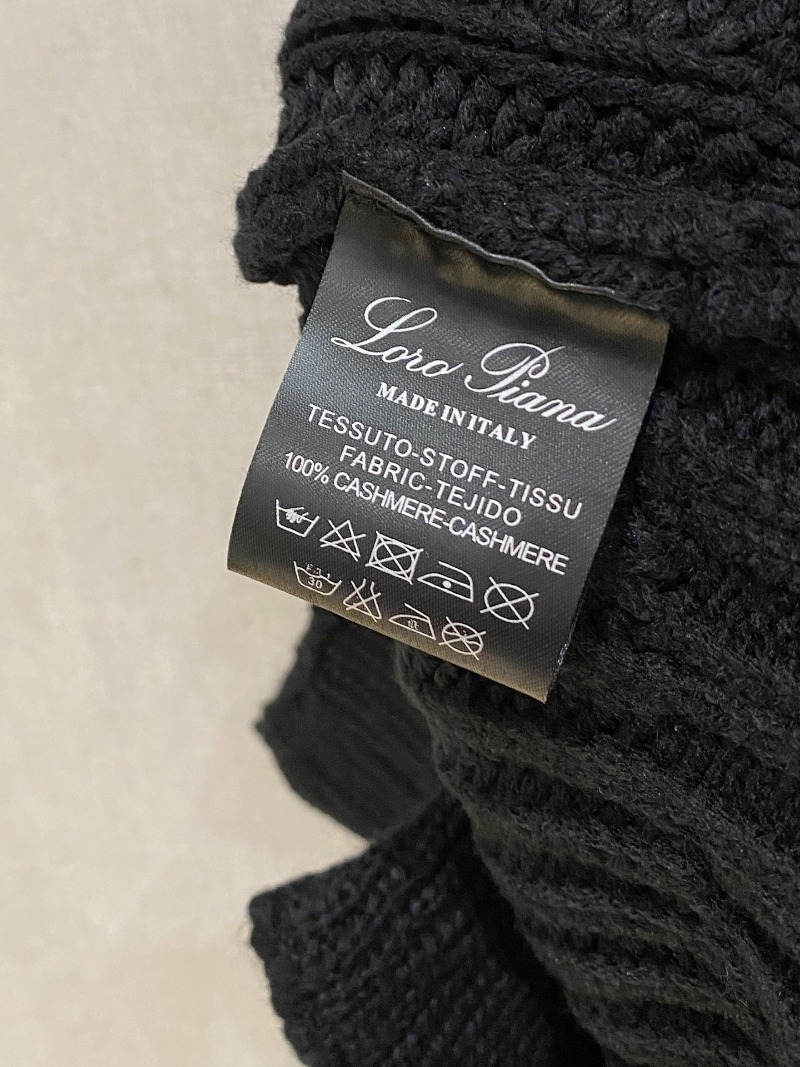 Loro Piana
MADE IN ITALY
TESSUTO-STOFF-TISSU
FABRIC-TEJIDO
100% CASHMERE-CASHMERE
30